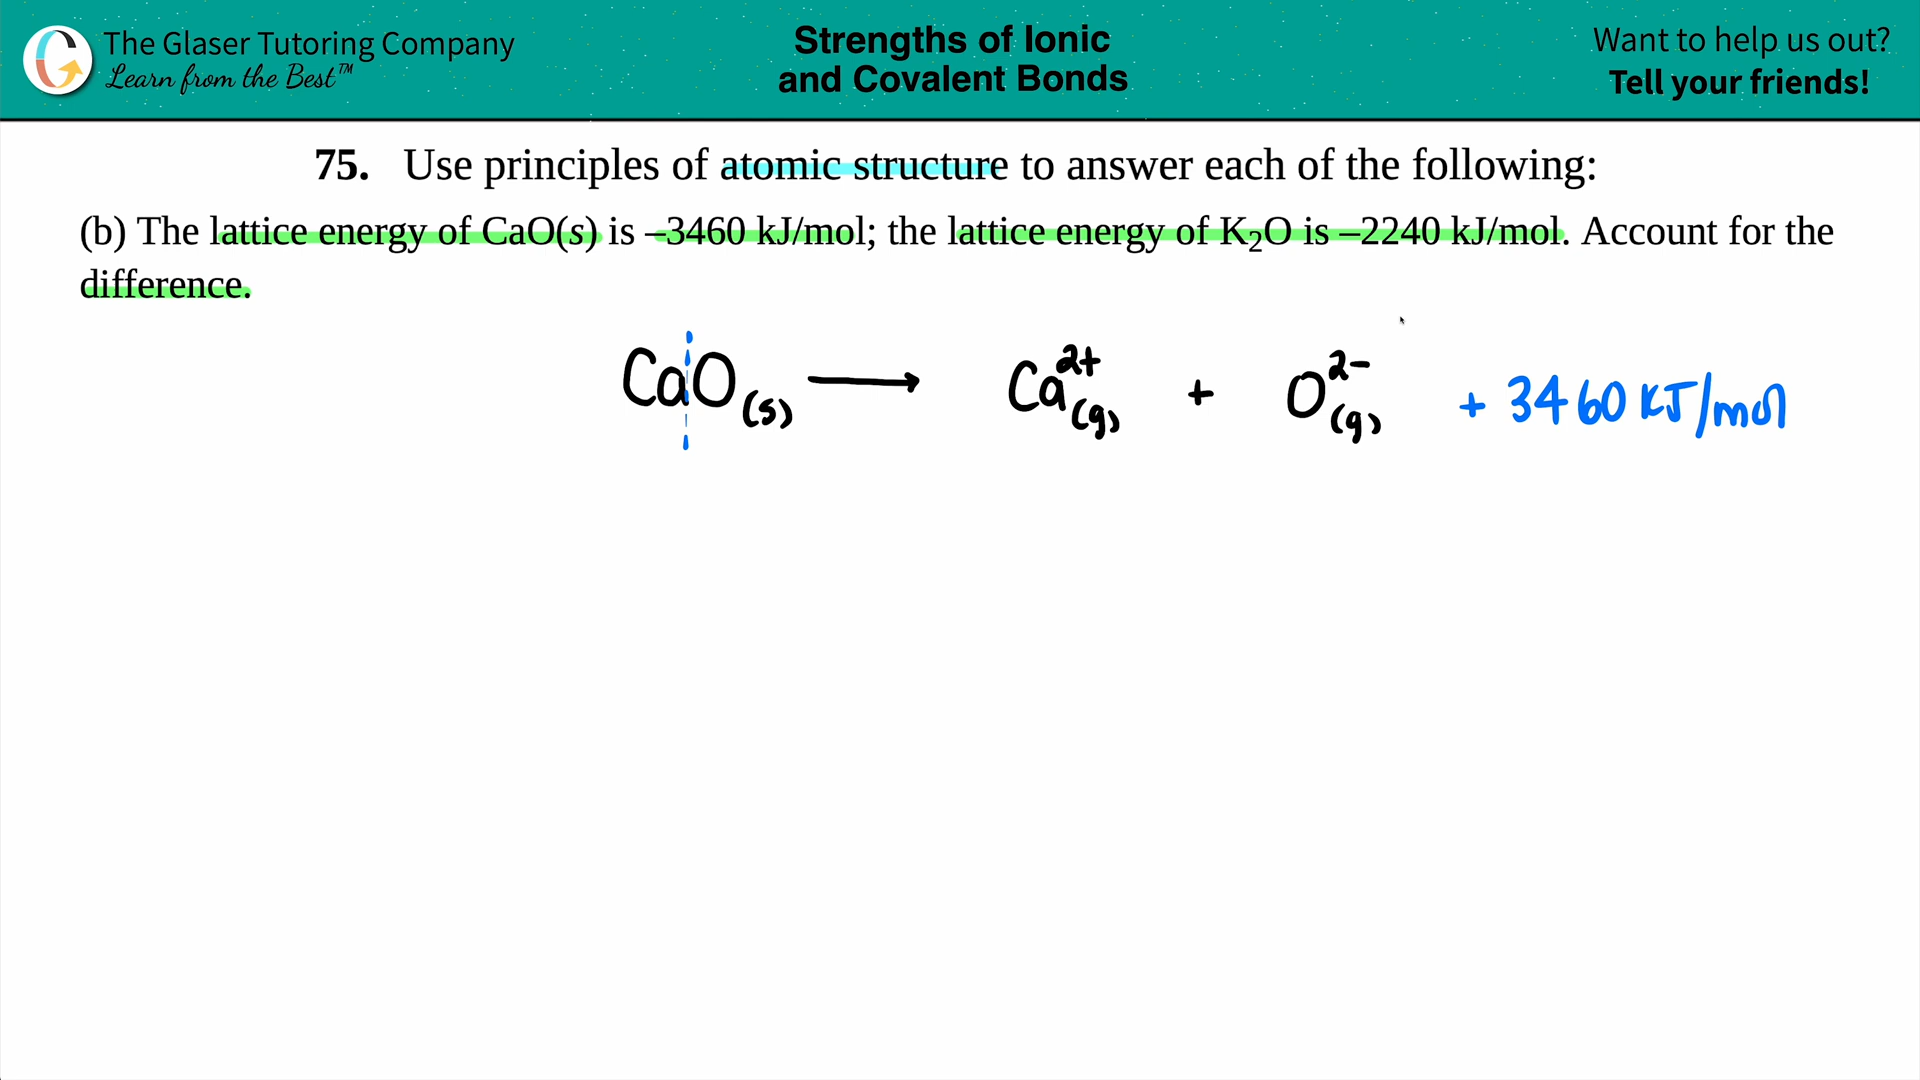 The Glaser Tutoring Company
Learn from the Best™
Strengths of Ionic
and Covalent Bonds
Want to help us out?
Tell your friends!
75. Use principles of atomic structure to answer each of the following:
(b) The lattice energy of CaO(s) is –3460 kJ/mol; the lattice energy of K₂O is –2240 kJ/mol. Account for the
difference.
CaO(s) ⟶ Ca²⁺(g) + O²⁻(g) + 3460 KJ/mol